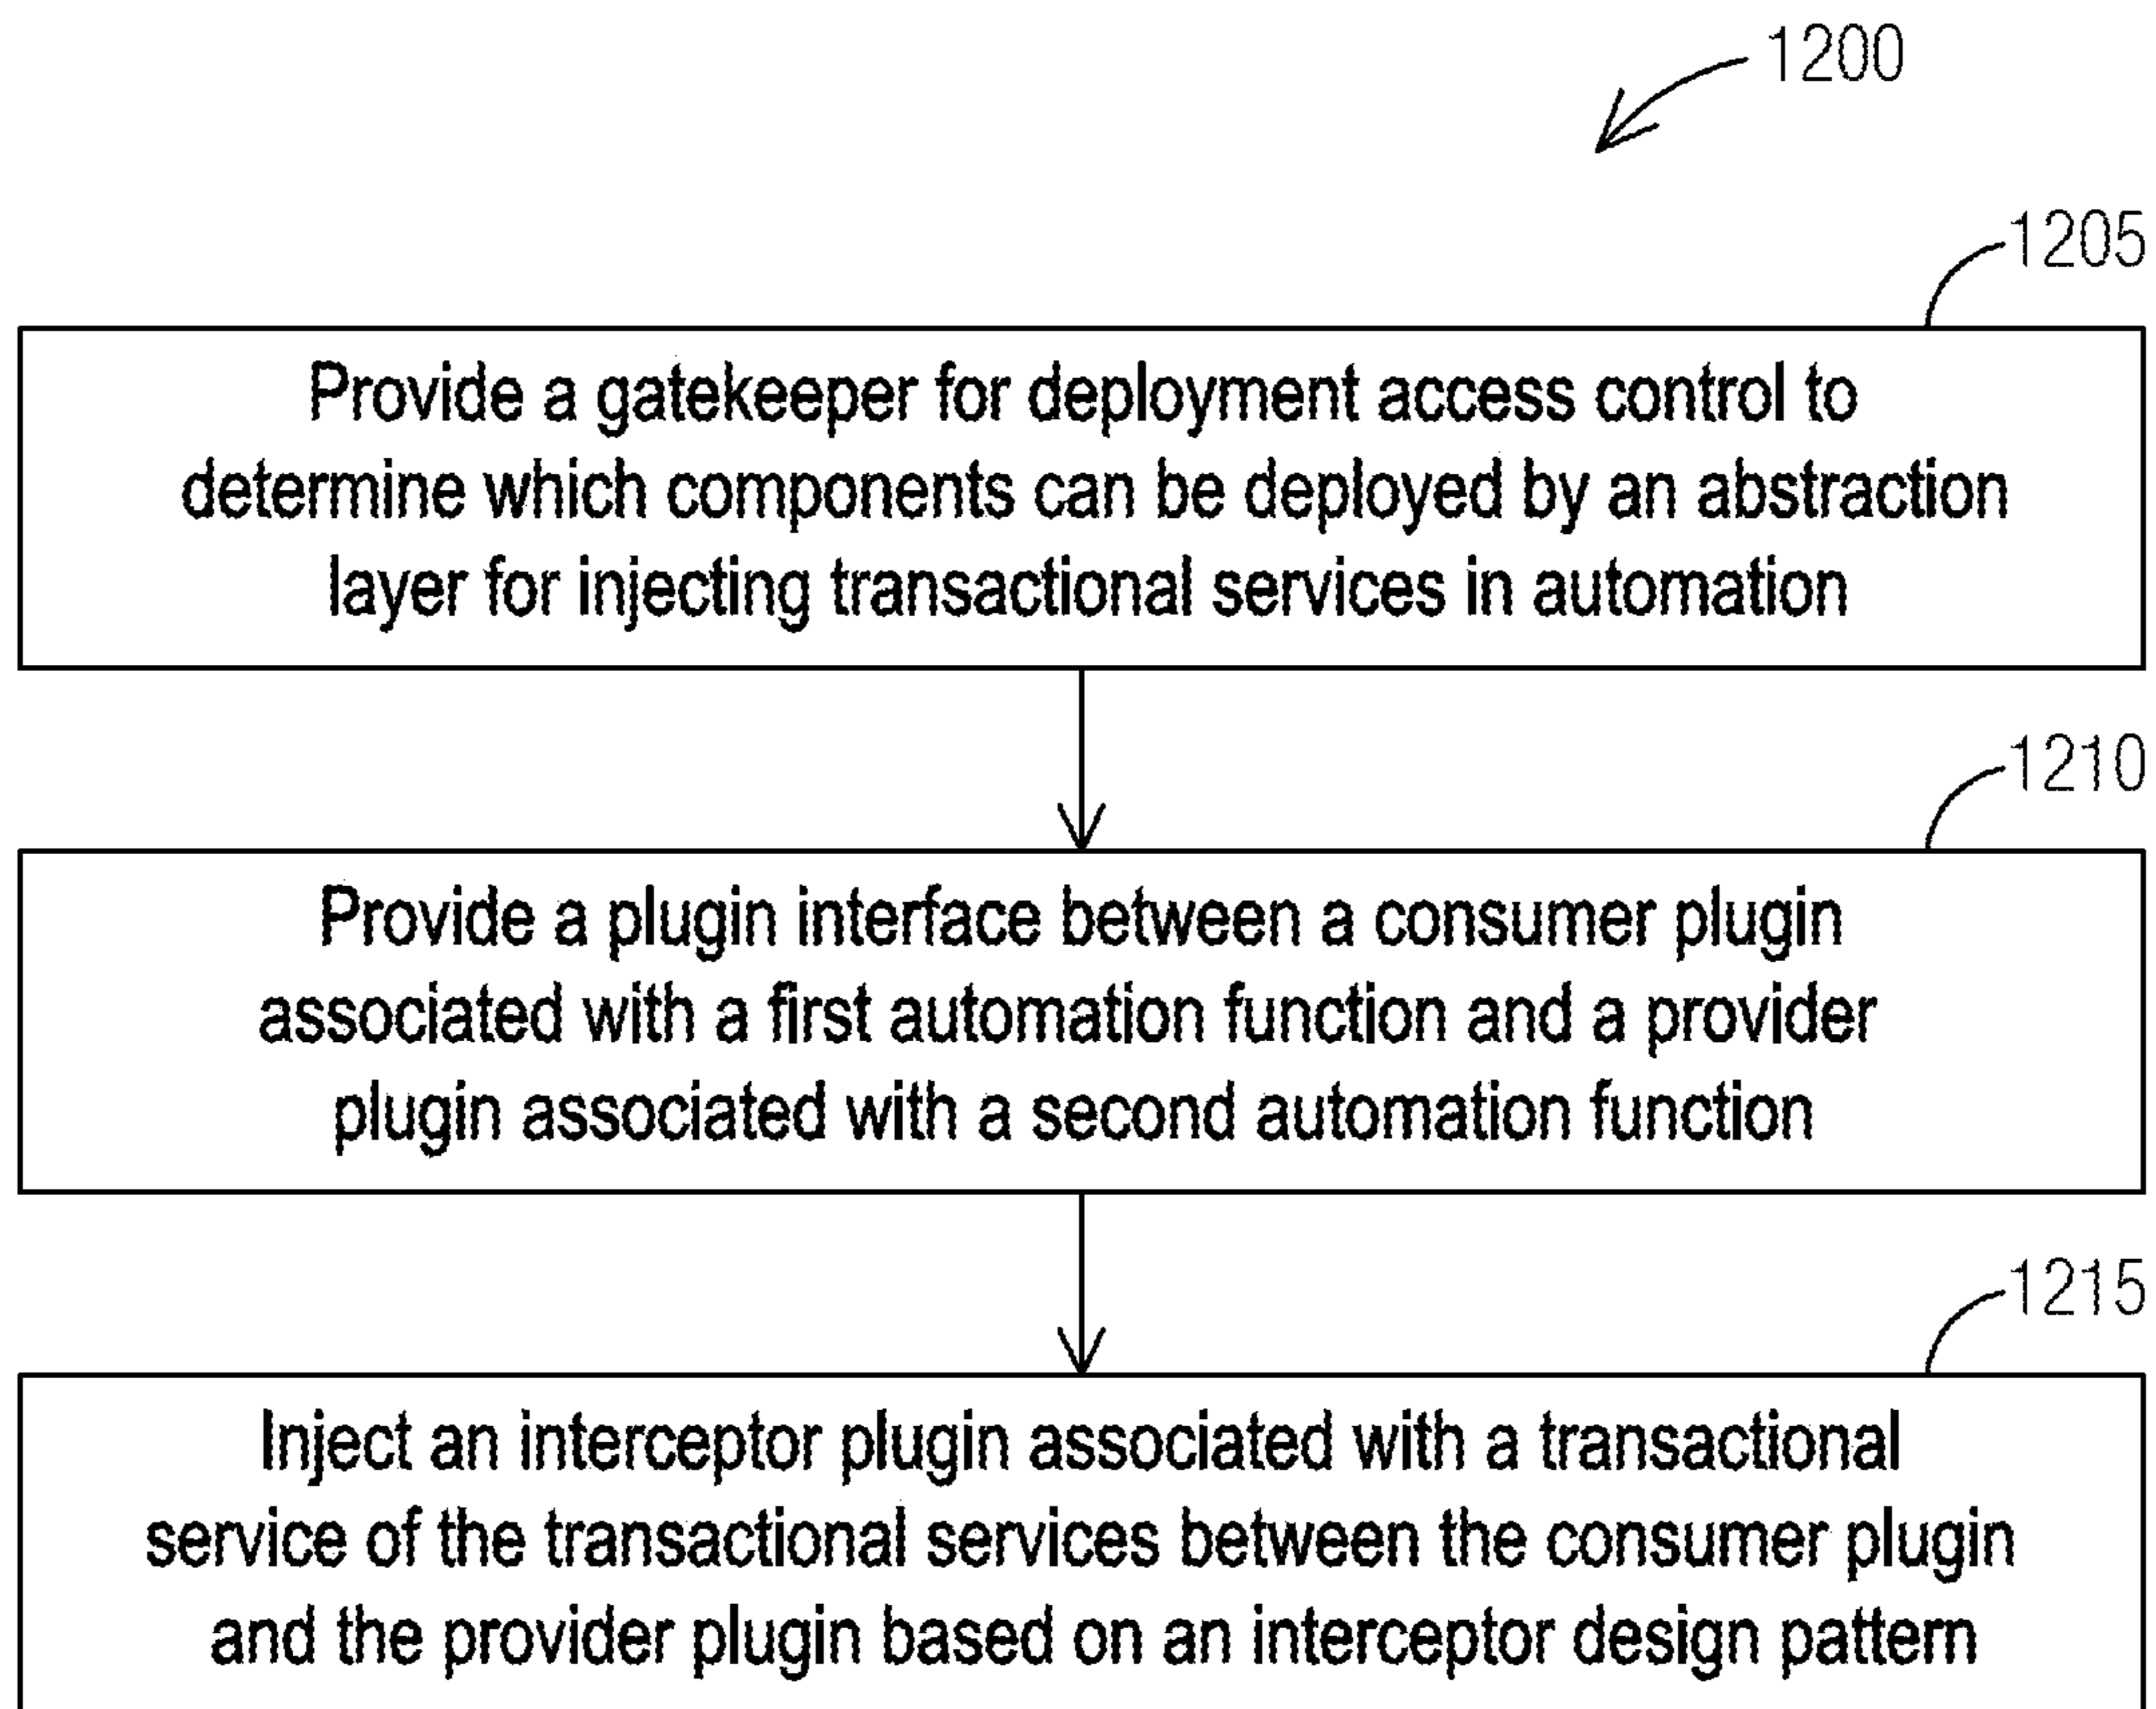 1200
1205
Provide a gatekeeper for deployment access control to
determine which components can be deployed by an abstraction
layer for injecting transactional services in automation
1210
Provide a plugin interface between a consumer plugin
associated with a first automation function and a provider
plugin associated with a second automation function
1215
Inject an interceptor plugin associated with a transactional
service of the transactional services between the consumer plugin
and the provider plugin based on an interceptor design pattern